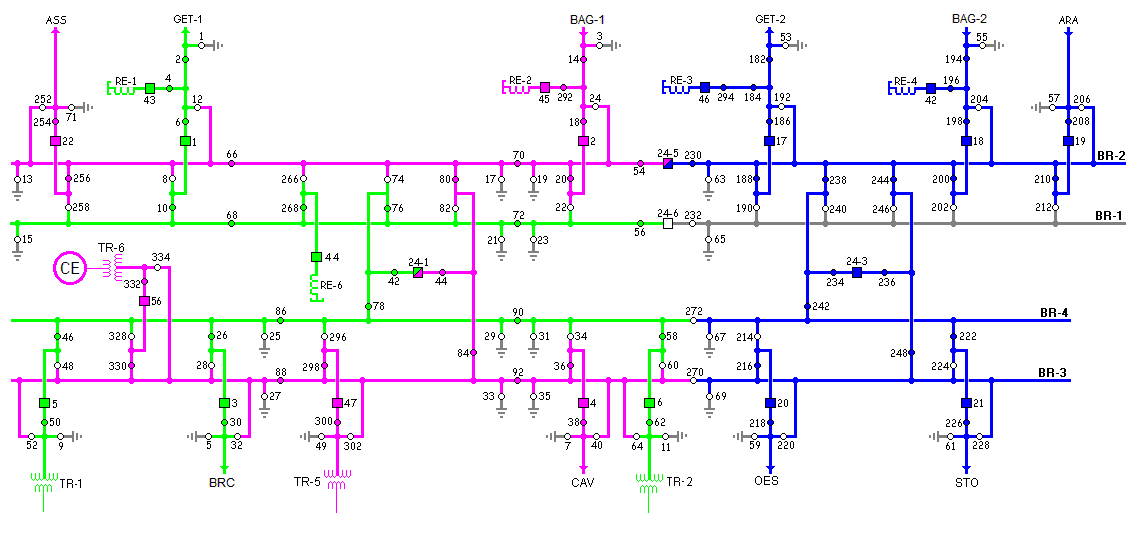 ASS GET-1 BAG-1 GET-2 BAG-2 ARA
1 3 53 55
2 14 182 194
RE-1 4 RE-2 RE-3 RE-4 196
43 45 292 46 294 184 42
252 71 12 24 192 204 57 206
254 6 18 186 198 208
22 1 2 17 18 19
66 70 24-5 230 BR-2
54
13 256 8 266 74 80 17 19 20 63 188 238 244 200 210
258 10 268 76 82 22 190 240 246 202 212
68 72 24-6 232 BR-1
56
15 21 23 65
TR-6 334 44 24-1 24-3
CE 332 42 44 234 236
56 RE-6
78 242
86 90 272 BR-4
46 328 26 25 296 29 31 34 58 67 214 222
84 248
48 330 28 298 36 60 216 224
88 92 270 BR-3
27 33 35 69
5 3 47 4 6 20 21
50 30 300 38 62 218 226
52 9 5 32 49 302 7 40 64 11 59 220 61 228
TR-1 BRC TR-5 CAV TR-2 OES STO